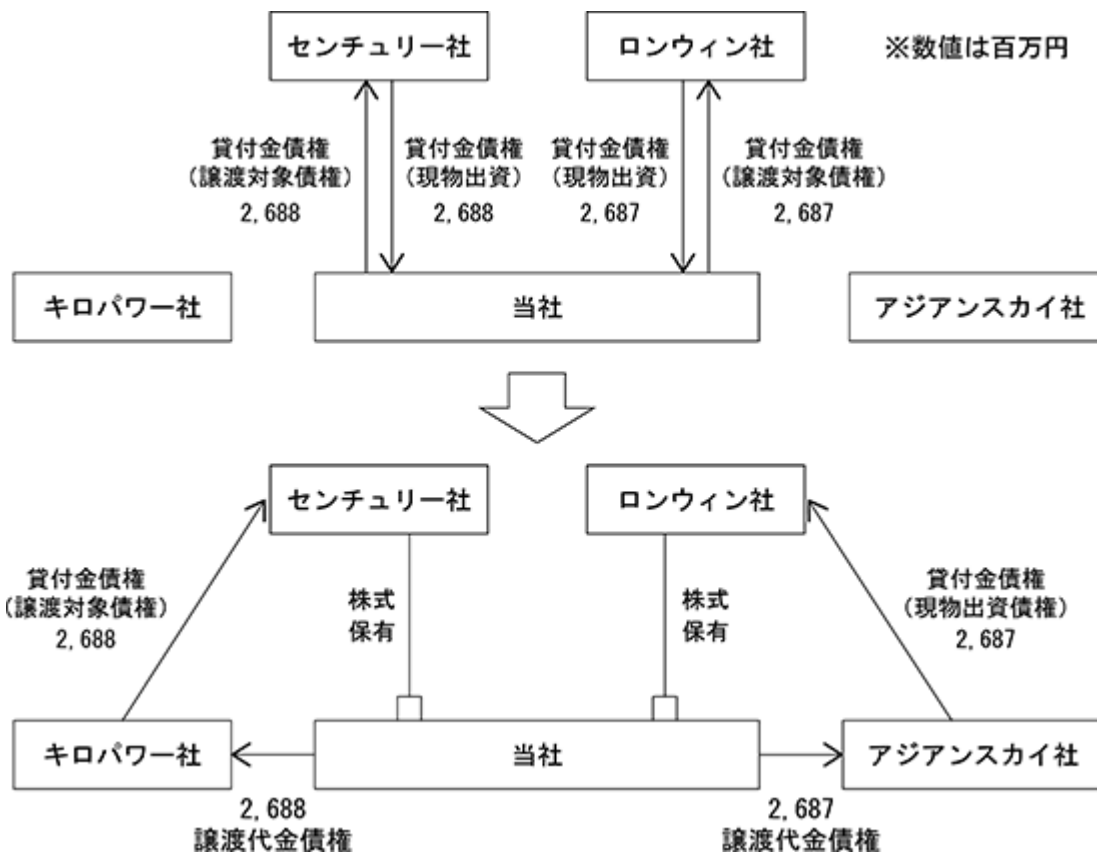 センチュリー社
ロンウィン社
※数値は百万円
貸付金債権
(譲渡対象債権)
2,688
貸付金債権
(現物出資)
2,688
貸付金債権
(現物出資)
2,687
貸付金債権
(譲渡対象債権)
2,687
キロパワー社
当社
アジアンスカイ社
センチュリー社
ロンウィン社
貸付金債権
(譲渡対象債権)
2,688
株式
保有
株式
保有
貸付金債権
(現物出資債権)
2,687
キロパワー社
当社
アジアンスカイ社
2,688
譲渡代金債権
2,687
譲渡代金債権